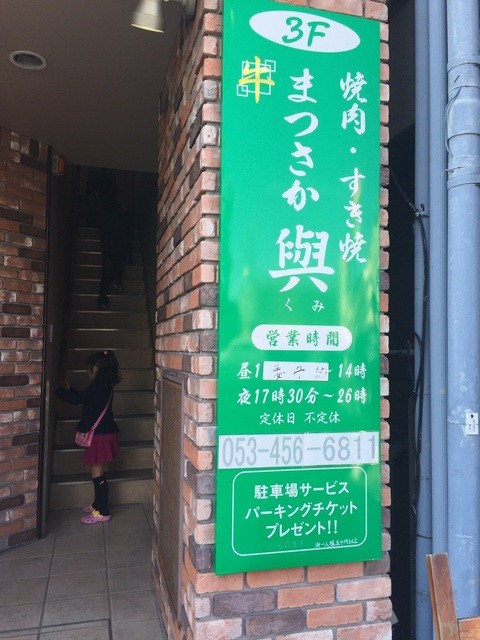 3F
焼肉・すき焼
牛
まつさか
與
くみ
営業時間
昼1 ~14時
夜17時30分〜26時
定休日 不定休
053-456-6811
駐車場サービス
パーキングチケット
プレゼント!!